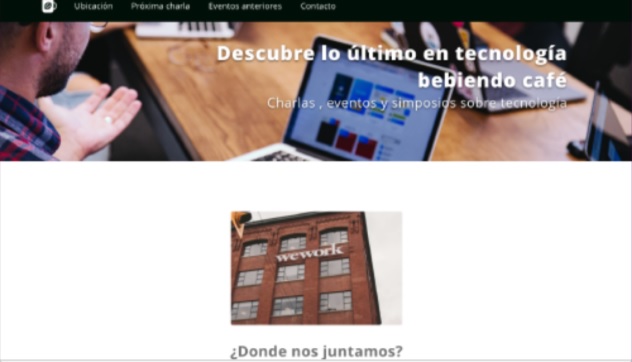 Ubicación Próxima charla Eventos anteriores Contacto
Descubre lo último en tecnología
bebiendo café
Charlas , eventos y simposios sobre tecnología
wework
¿Donde nos juntamos?